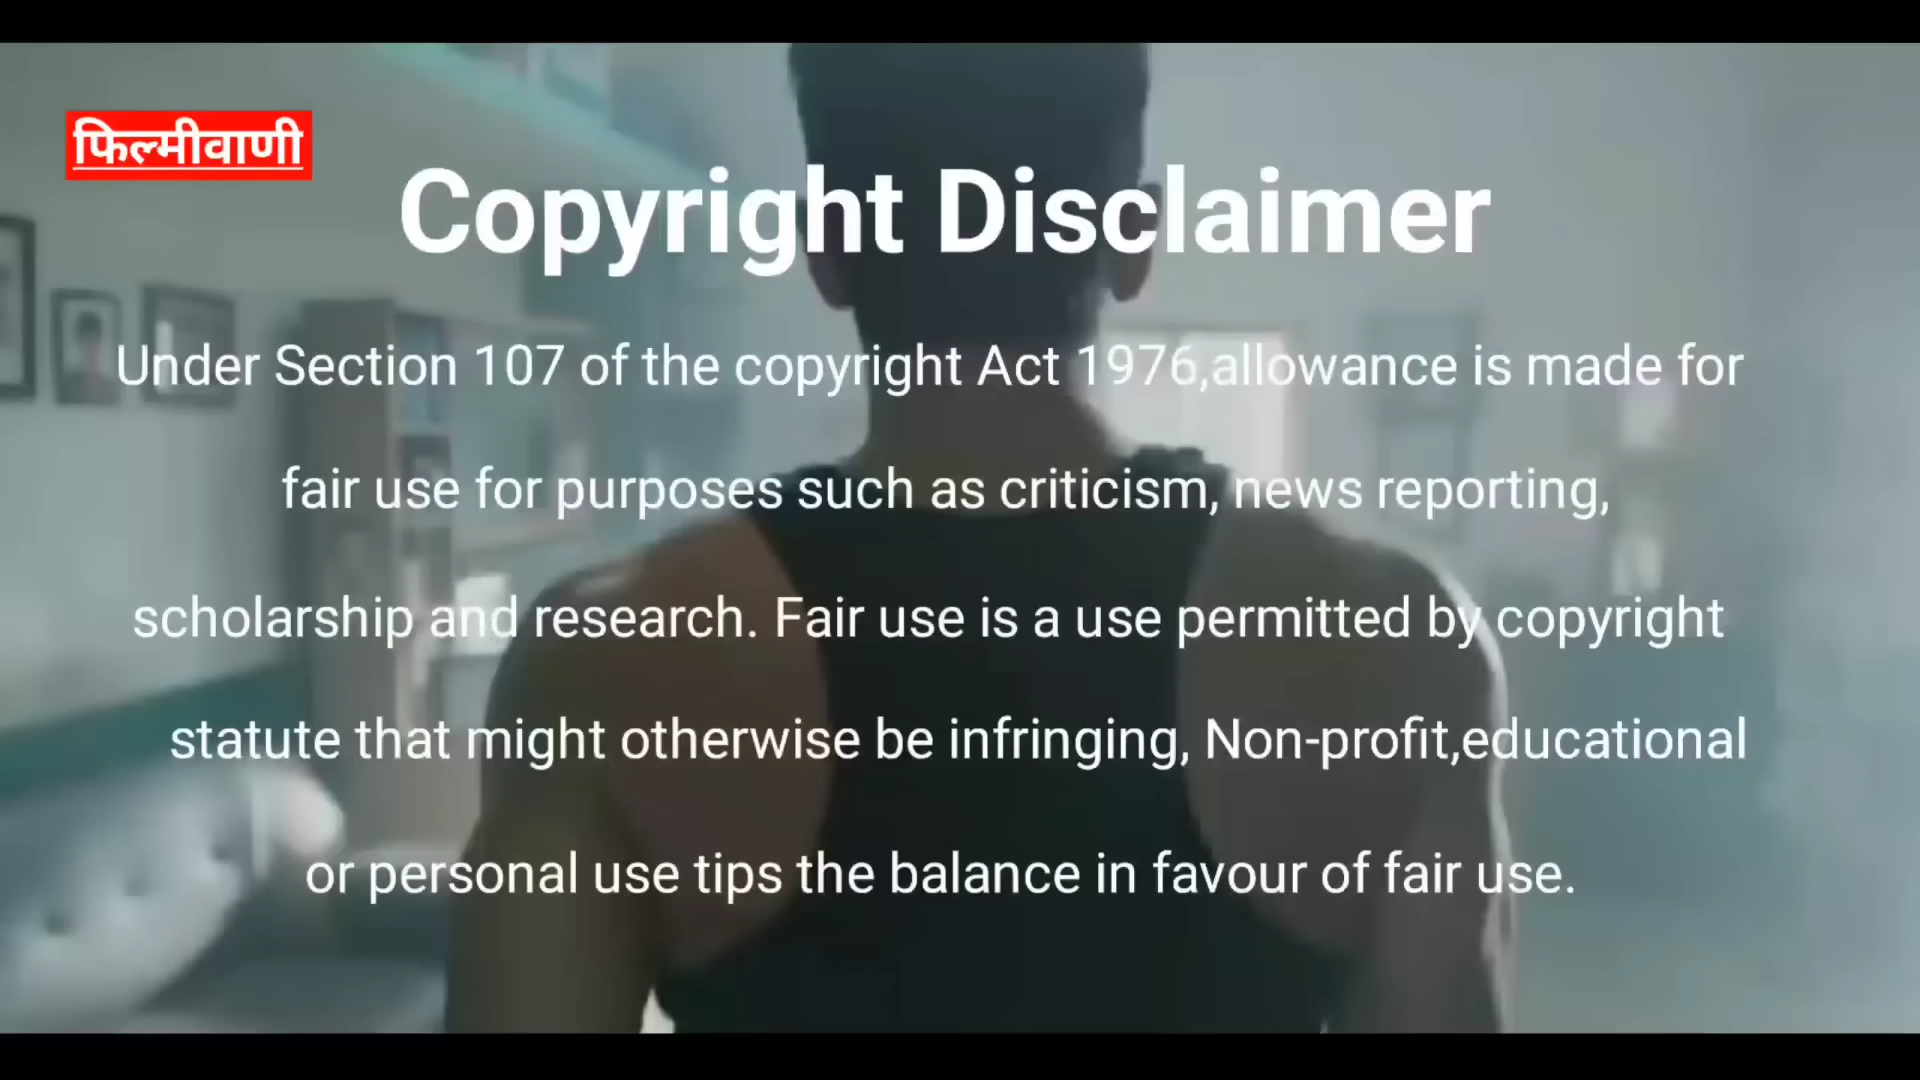 फिल्मीवाणी
Copyright Disclaimer
Under Section 107 of the copyright Act 1976,allowance is made for
fair use for purposes such as criticism, news reporting,
scholarship and research. Fair use is a use permitted by copyright
statute that might otherwise be infringing, Non-profit,educational
or personal use tips the balance in favour of fair use.